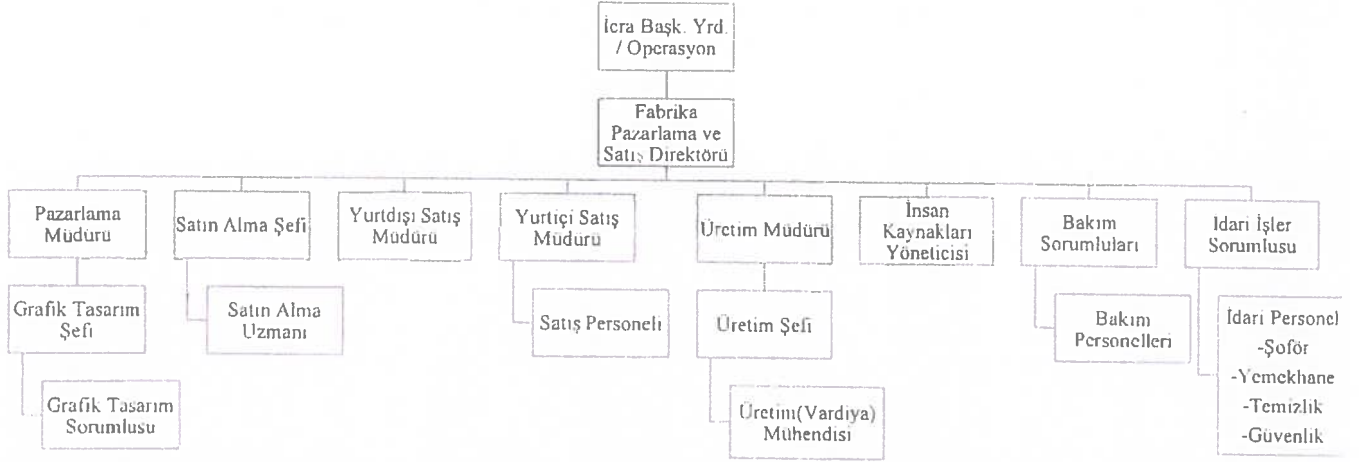 İcra Başk. Yrd.
/ Operasyon
Fabrika
Pazarlama ve
Satış Direktörü
Pazarlama
Müdürü
Satın Alma Şefi
Yurtdışı Satış
Müdürü
Yurtiçi Satış
Müdürü
Üretim Müdürü
İnsan
Kaynakları
Yöneticisi
Bakım
Sorumluları
Idari İşler
Sorumlusu
Grafik Tasarım
Şefi
Satın Alma
Uzmanı
Satış Personeli
Üretim Şefi
Bakım
Personelleri
İdari Personel
-Şoför
-Yemekhane
-Temizlik
-Güvenlik
Grafik Tasarım
Sorumlusu
Üretim(Vardiya)
Mühendisi